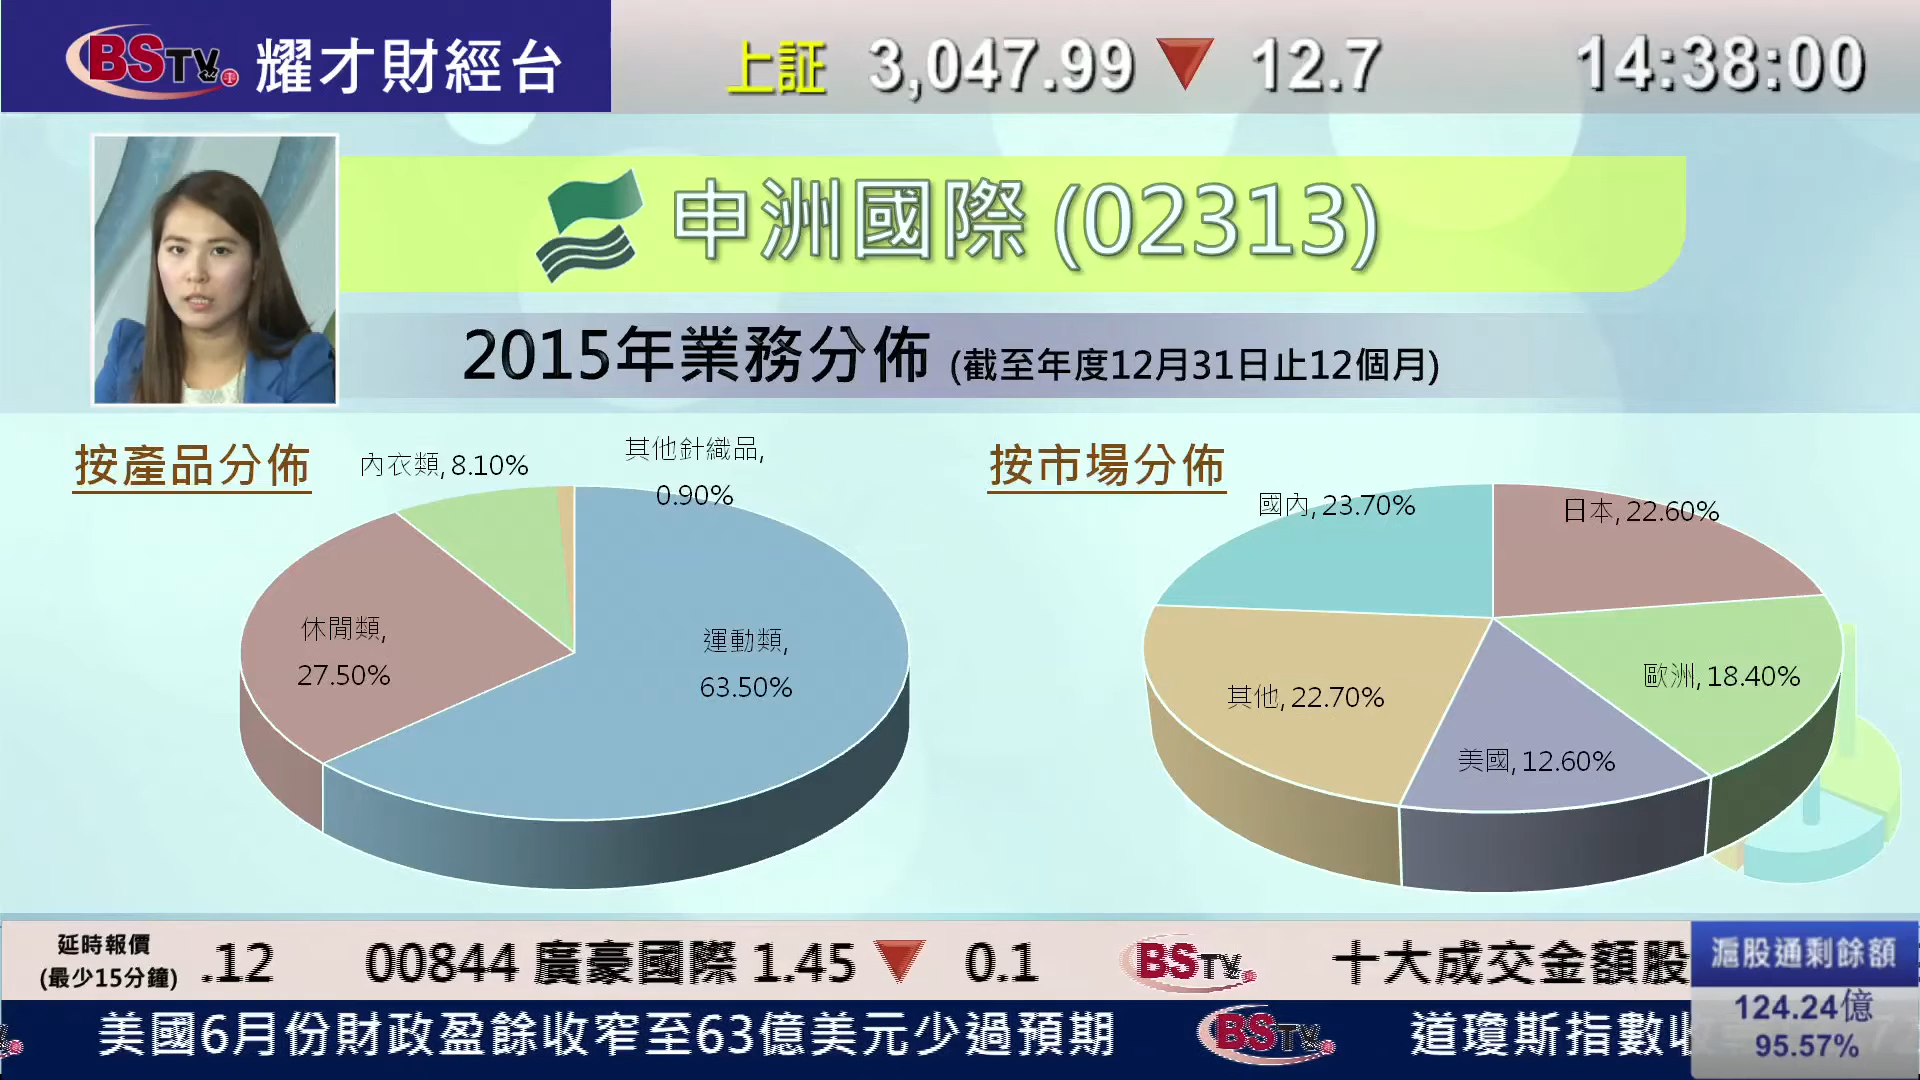 BSTV 耀才財經台
上証 3,047.99 ▼ 12.7
14:38:00
申洲國際 (02313)
2015年業務分佈 (截至年度12月31日止12個月)
按產品分佈
內衣類, 8.10%
其他針織品,
0.90%
休閒類,
27.50%
運動類,
63.50%
按市場分佈
國內, 23.70%
日本, 22.60%
歐洲, 18.40%
其他, 22.70%
美國, 12.60%
延時報價
(最少15分鐘)
.12 00844 廣豪國際 1.45 ▼ 0.1 BSTV 十大成交金額股
滬股通剩餘額
124.24億
95.57%
美國6月份財政盈餘收窄至63億美元少過預期 BSTV 道瓊斯指數收